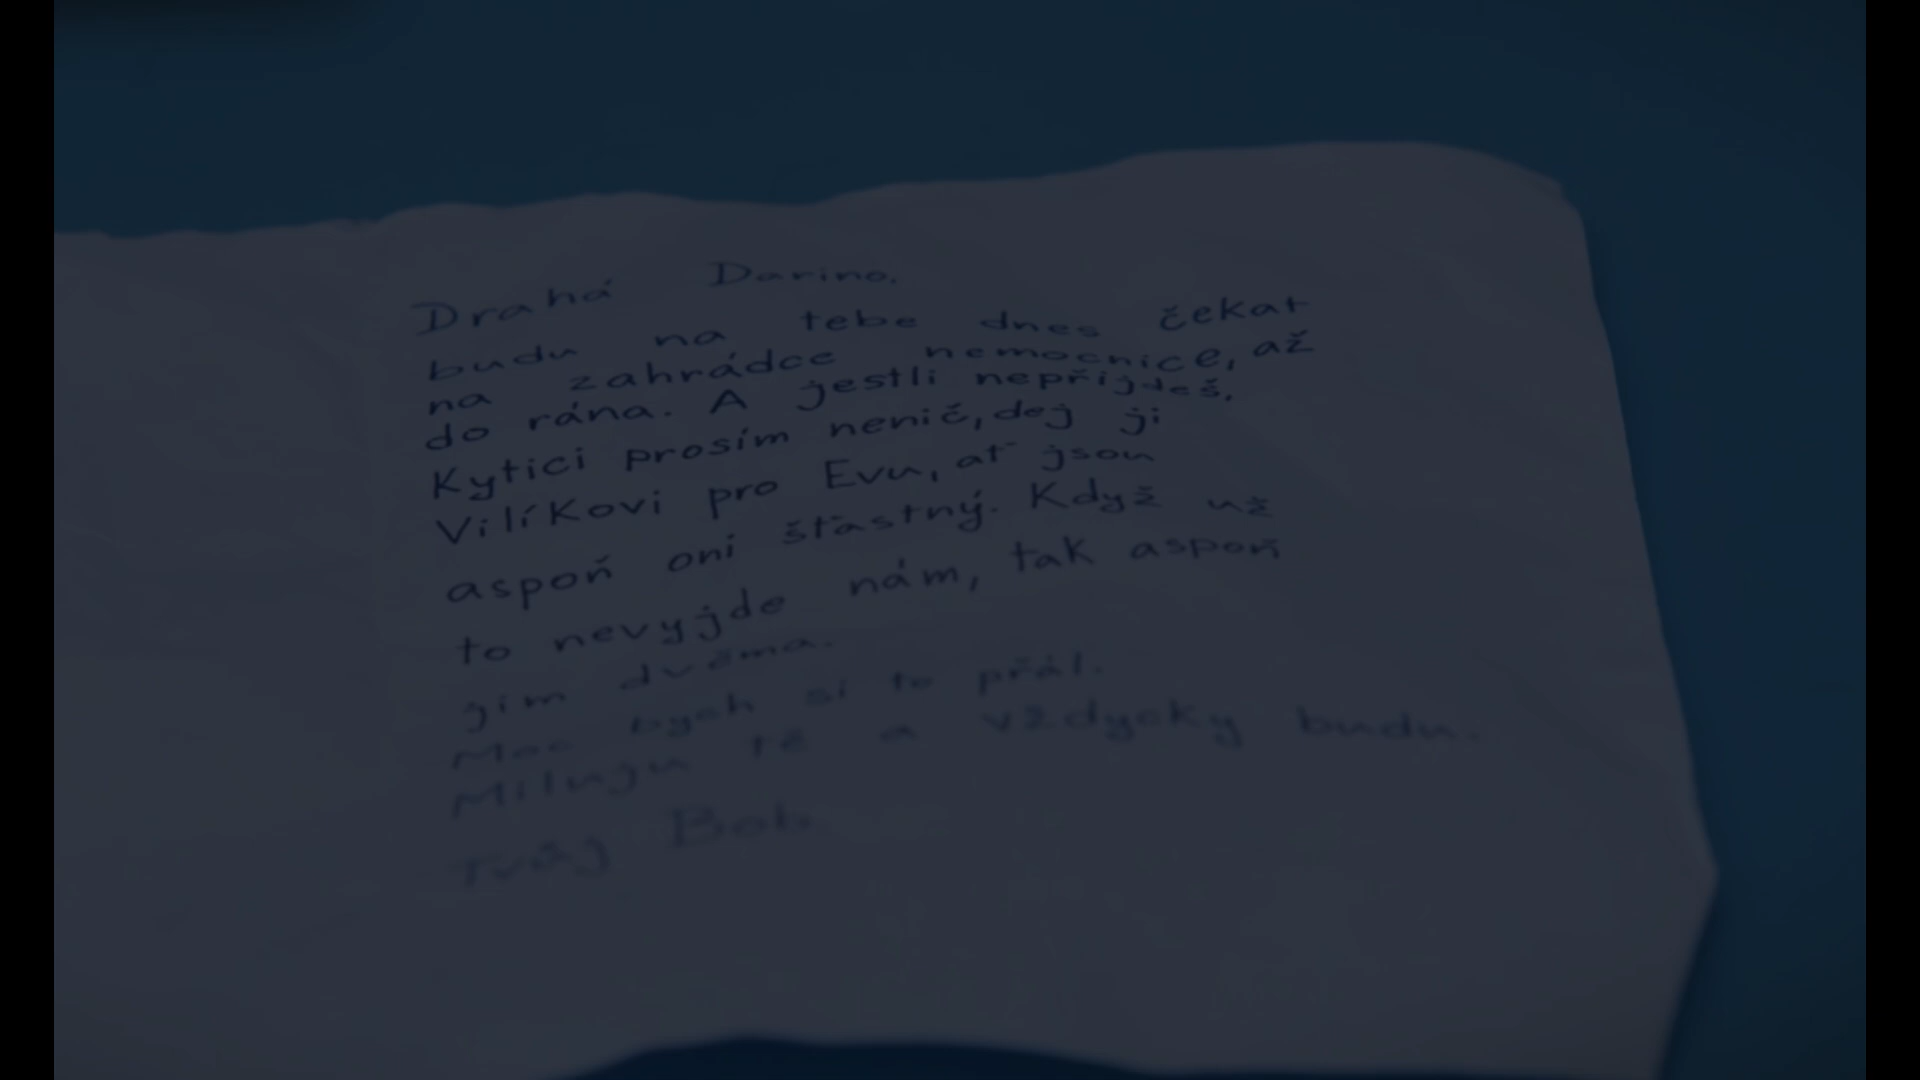 Drahá Darino.
budu na tebe dnes čekat
na zahrádce nemocnice, až
do rána. A jestli nepřijdeš,
Kytici prosím nenič, dej ji
Vilíkovi pro Evu, ať jsou
aspoň oni šťastný. Když už
to nevyjde nám, tak aspoň
jim dvěma.
Moc bych si to přál.
Miluju tě a vždycky budu.
Tvůj Bob.